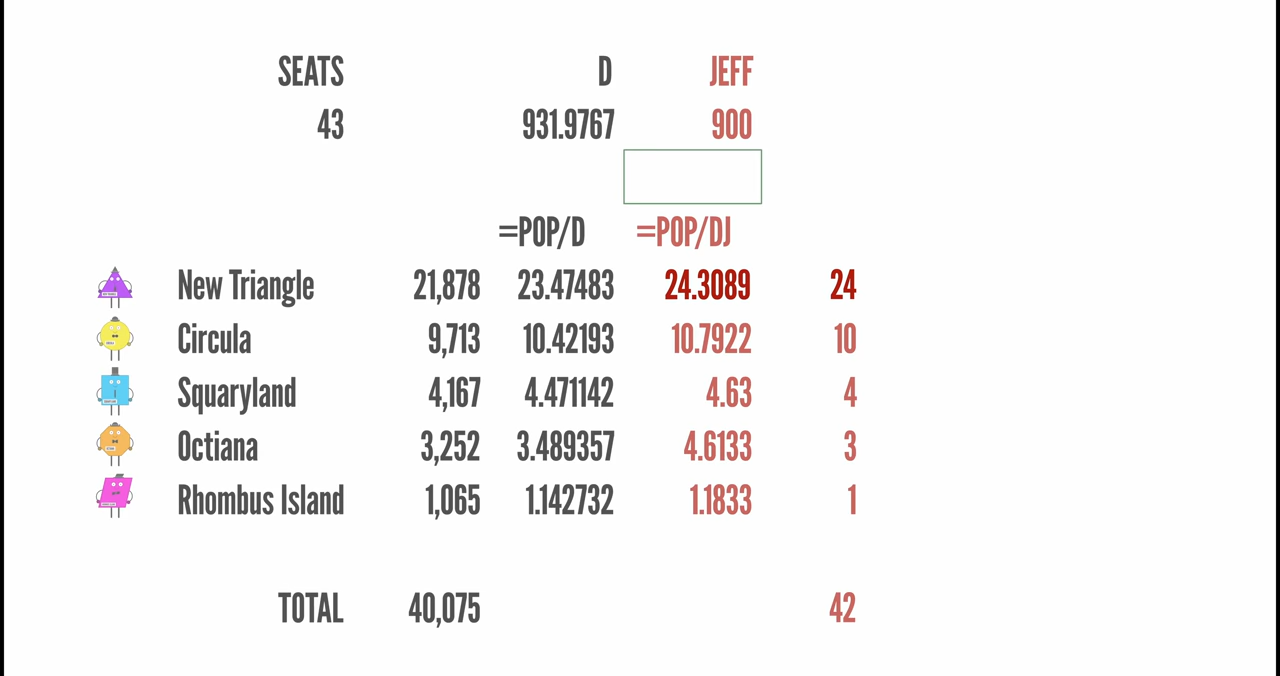 SEATS D JEFF
43 931.9767 900
=POP/D =POP/DJ
New Triangle 21,878 23.47483 24.3089 24
Circula 9,713 10.42193 10.7922 10
Squaryland 4,167 4.471142 4.63 4
Octiana 3,252 3.489357 4.6133 3
Rhombus Island 1,065 1.142732 1.1833 1
TOTAL 40,075 42